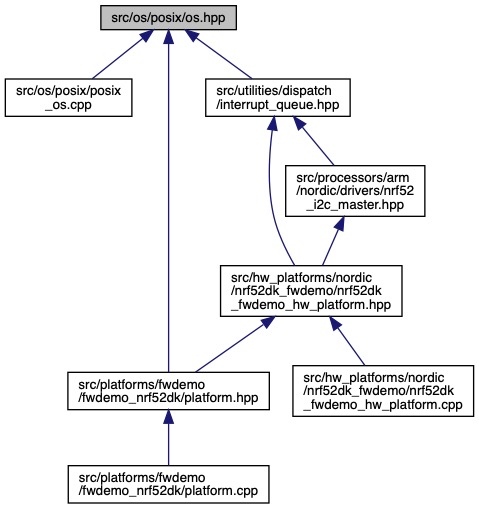 src/os/posix/os.hpp
src/os/posix/posix
_os.cpp
src/utilities/dispatch
/interrupt_queue.hpp
src/processors/arm
/nordic/drivers/nrf52
_i2c_master.hpp
src/hw_platforms/nordic
/nrf52dk_fwdemo/nrf52dk
_fwdemo_hw_platform.hpp
src/platforms/fwdemo
/fwdemo_nrf52dk/platform.hpp
src/hw_platforms/nordic
/nrf52dk_fwdemo/nrf52dk
_fwdemo_hw_platform.cpp
src/platforms/fwdemo
/fwdemo_nrf52dk/platform.cpp